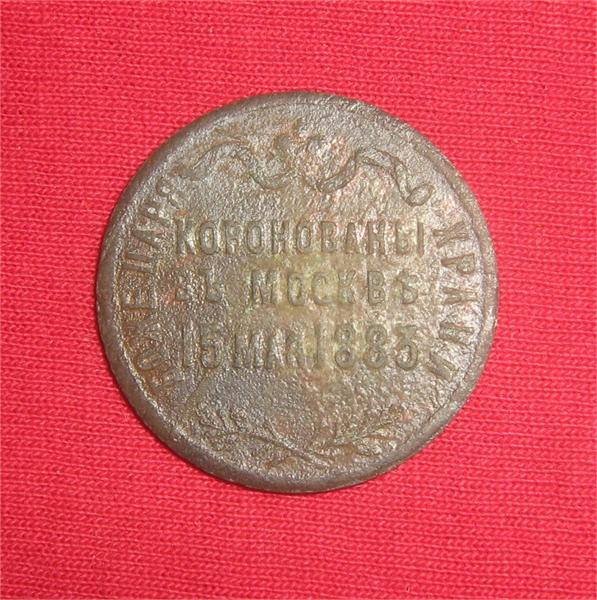 БОЖЕ ЦАРЯ ХРАНИ
КОРОНОВАНЫ
ВЪ МОСКВѢ
15 МАЯ 1883